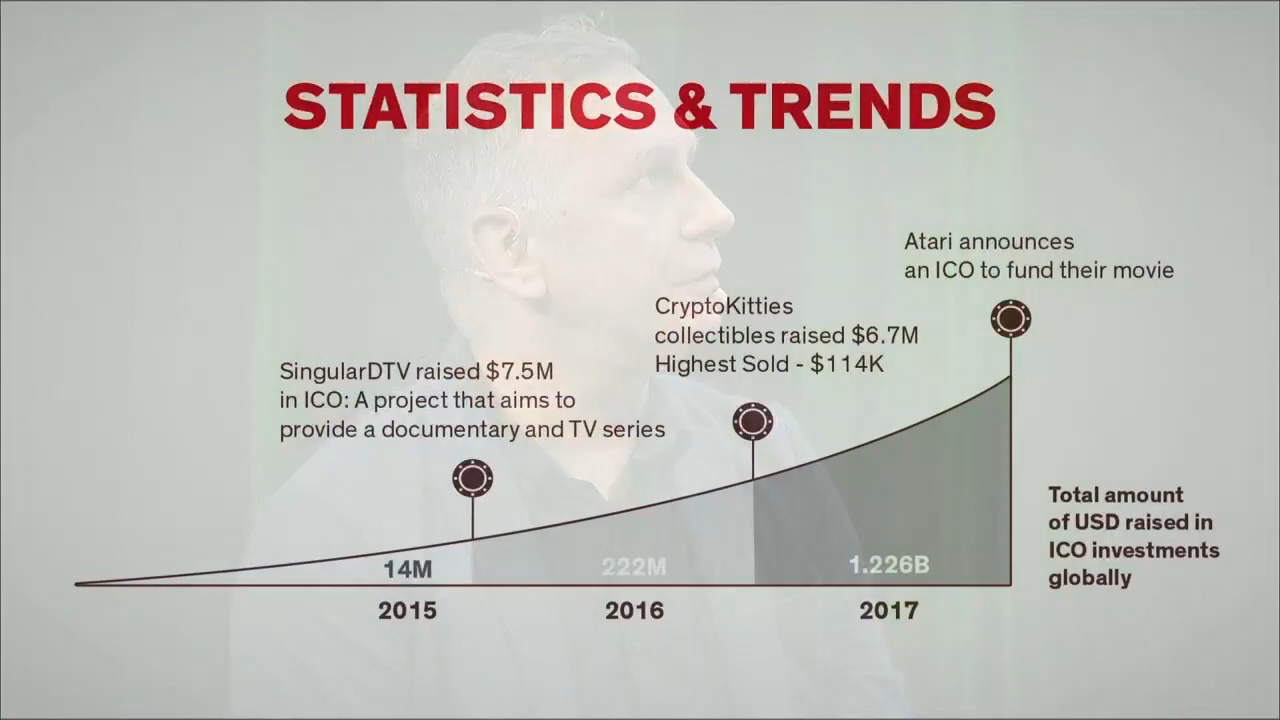 STATISTICS & TRENDS
Atari announces
an ICO to fund their movie
CryptoKitties
collectibles raised $6.7M
Highest Sold - $114K
SingularDTV raised $7.5M
in ICO: A project that aims to
provide a documentary and TV series
Total amount
of USD raised in
ICO investments
globally
14M
222M
1.226B
2015
2016
2017